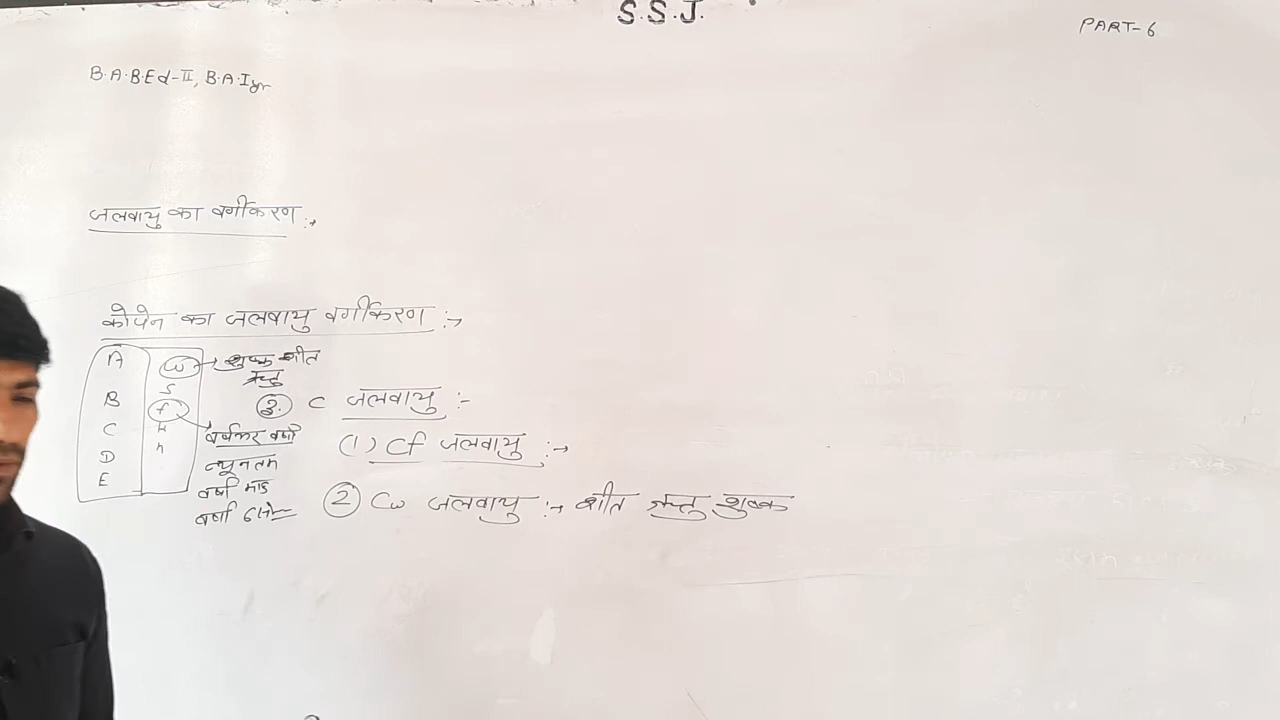 S.S.J.
PART-6
B.A.B.Ed-II, B.A.I yr
जलवायु का वर्गीकरण :→
कोपेन का जलवायु वर्गीकरण :→
A
B
C
D
E
w → शुष्क शीत
ऋतु
S
f
वर्षभर वर्षा
न्यूनतम
वर्षा
वर्षा
3. C जलवायु :-
(1) Cf जलवायु :→
2 Cw जलवायु :→ शीत ऋतु शुष्क